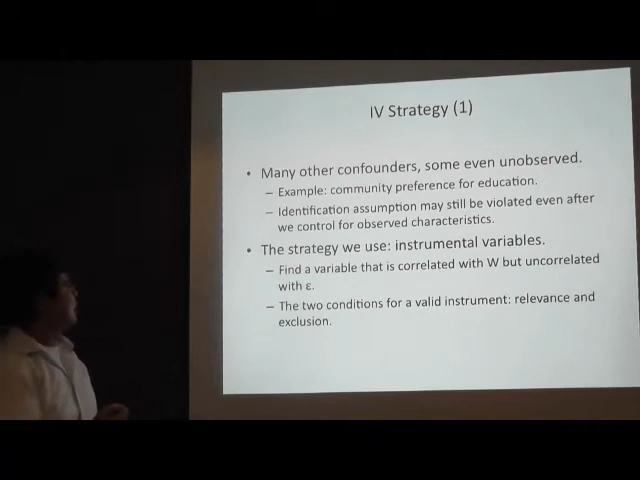 IV Strategy (1)
• Many other confounders, some even unobserved.
– Example: community preference for education.
– Identification assumption may still be violated even after
we control for observed characteristics.
• The strategy we use: instrumental variables.
– Find a variable that is correlated with W but uncorrelated
with ε.
– The two conditions for a valid instrument: relevance and
exclusion.